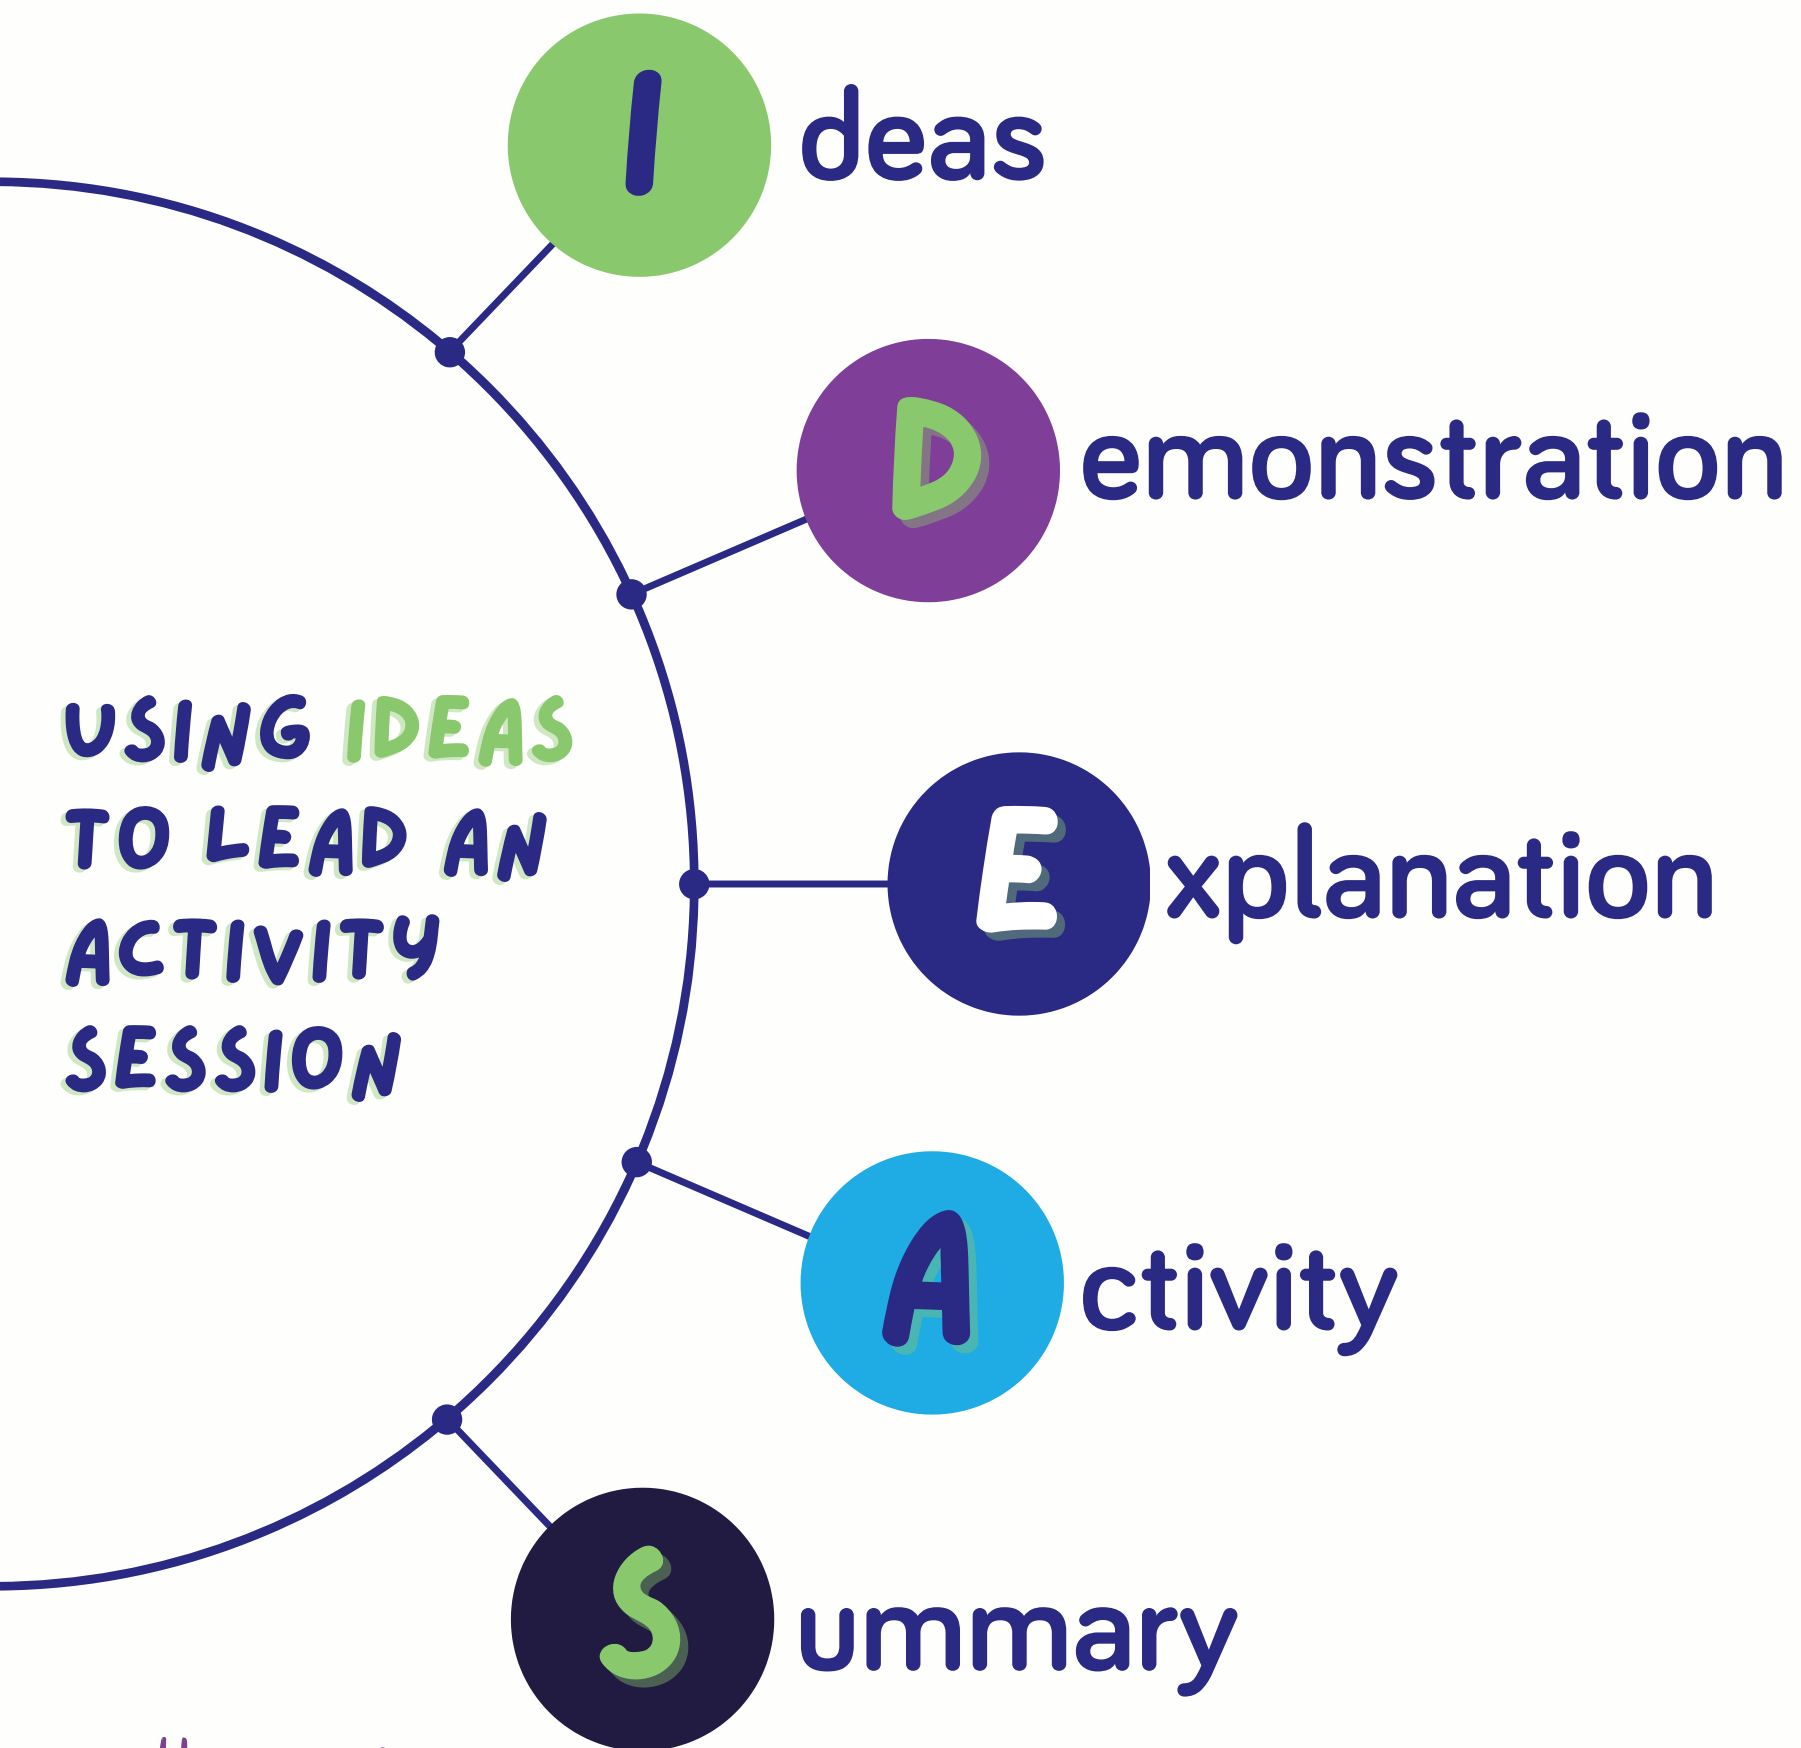 Ideas
Demonstration
USING IDEAS
TO LEAD AN
ACTIVITY
SESSION
Explanation
Activity
Summary